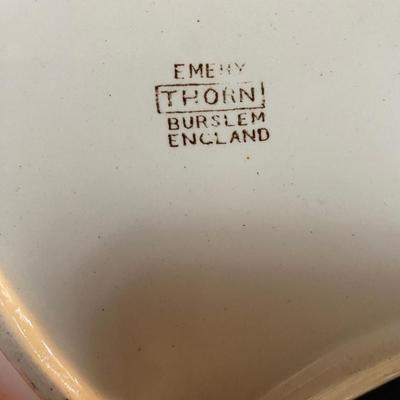 EMERY
THORN
BURSLEM
ENGLAND